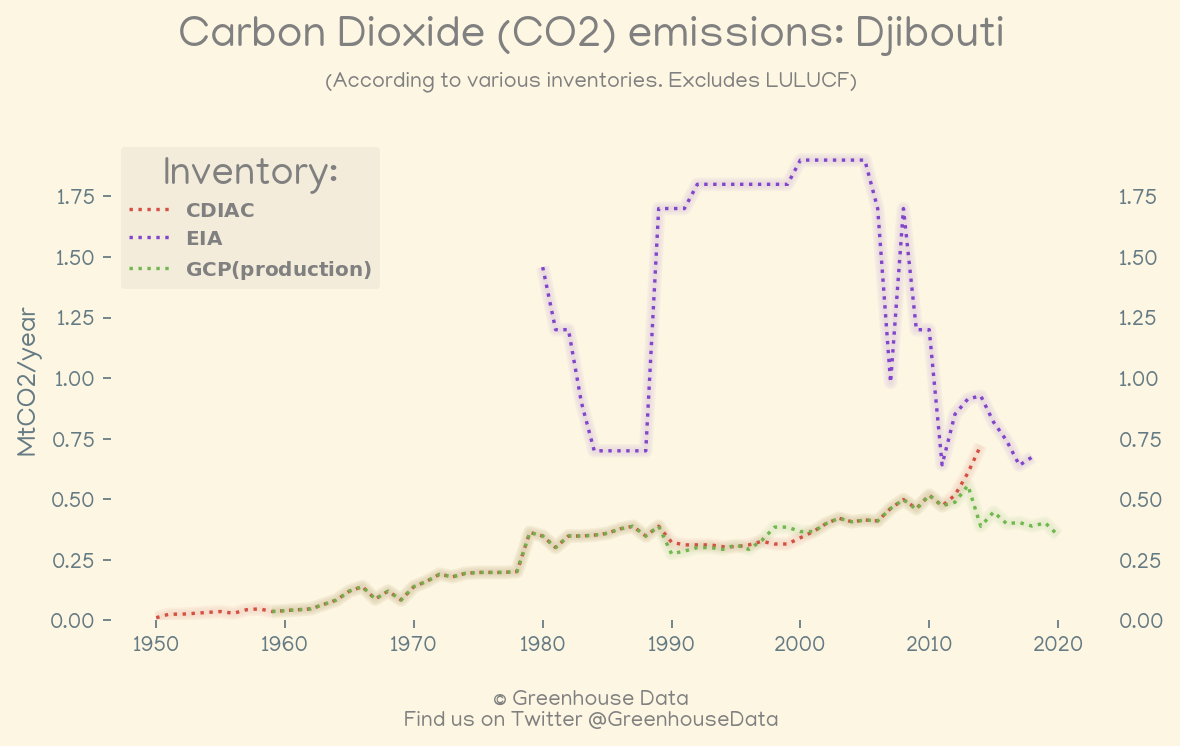 Carbon Dioxide (CO2) emissions: Djibouti
(According to various inventories. Excludes LULUCF)
Inventory:
CDIAC
EIA
GCP(production)
MtCO2/year
1.75
1.50
1.25
1.00
0.75
0.50
0.25
0.00
1.75
1.50
1.25
1.00
0.75
0.50
0.25
0.00
1950 1960 1970 1980 1990 2000 2010 2020
© Greenhouse Data
Find us on Twitter @GreenhouseData